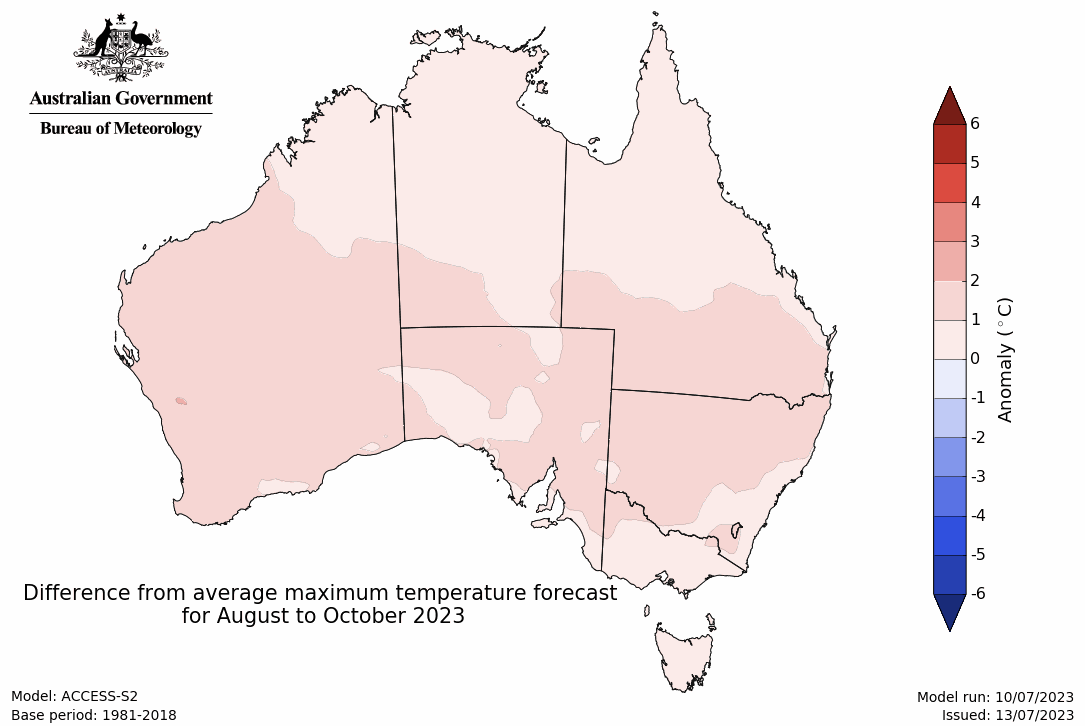 Australian Government
Bureau of Meteorology
6
5
4
3
2
1
0
-1
-2
-3
-4
-5
-6
Anomaly (°C)
Difference from average maximum temperature forecast
for August to October 2023
Model: ACCESS-S2
Base period: 1981-2018
Model run: 10/07/2023
Issued: 13/07/2023